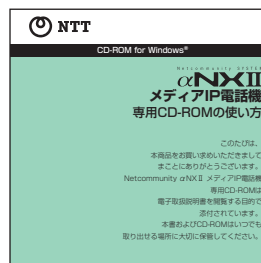 NTT
CD-ROM for Windows®
Netcommunity SYSTEM
αNXII
メディアIP電話機
専用CD-ROMの使い方
このたびは、
本商品をお買い求めいただきまして
まことにありがとうございます。
Netcommunity αNXII メディアIP電話機
専用CD-ROMは
電子取扱説明書を閲覧する目的で
添付されています。
本書およびCD-ROMはいつでも
取り出せる場所に大切に保管してください。